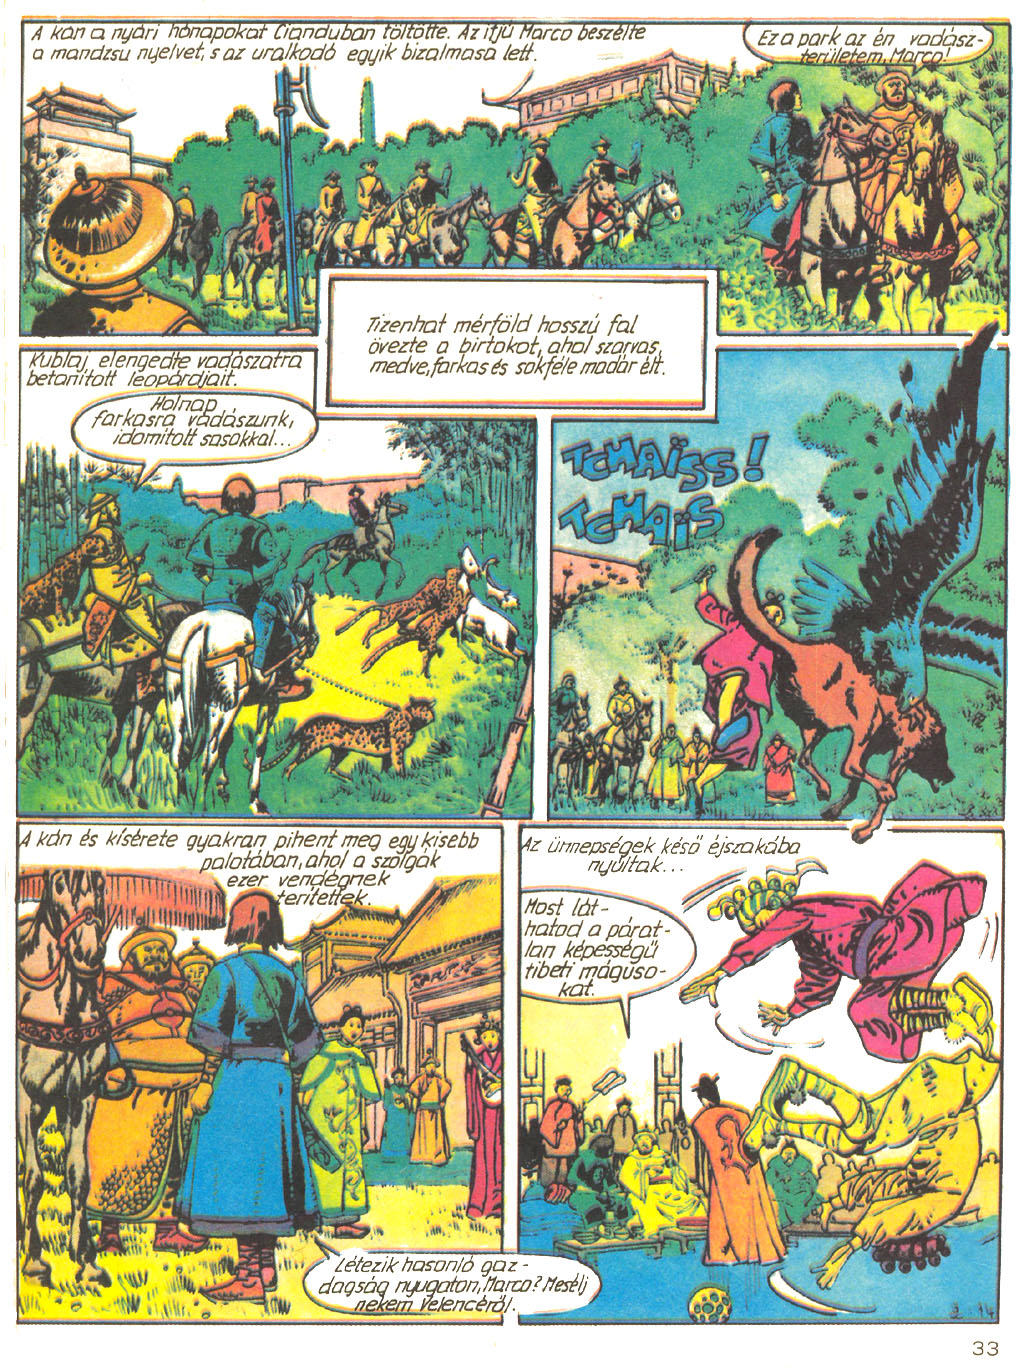 A kán a nyári hónapokat Cianduban töltötte. Az ifjú Marco beszélte
a mandzsu nyelvet, s az uralkodó egyik bizalmasa lett.
Ez a park az én vadász-
területem, Marco!
Tizenhat mérföld hosszú fal
övezte a birtokot, ahol szarvas,
medve, farkas és sokféle madár élt.
Kublaj, elengedte vadászatra
betanított leopárdjait.
Holnap
farkasra vadászunk,
idomított sasokkal...
TCHAÏSS!
TCHAÏS
A kán és kísérete gyakran pihent meg egy kisebb
palotában, ahol a szolgák
ezer vendégnek
terítettek.
Létezik hasonló gaz-
dagság nyugaton, Marco? Mesélj
nekem Velencéről.
Az ünnepségek késő éjszakába
nyúltak...
Most lát-
hatod a párat-
lan képességű
tibeti máguso-
kat.
33